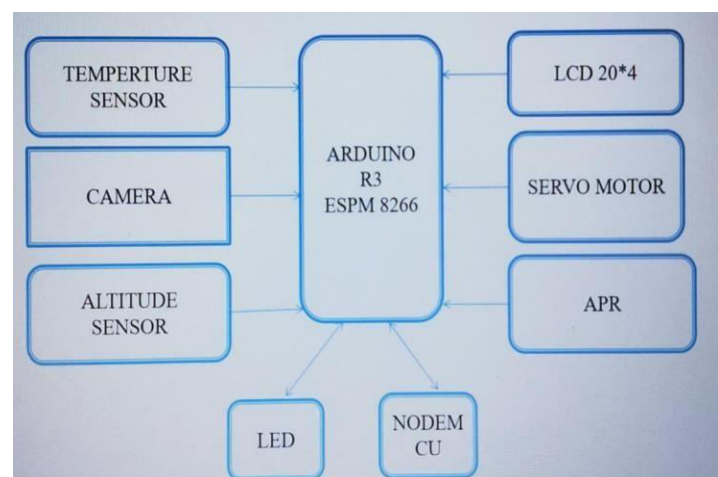 TEMPERTURE
SENSOR
CAMERA
ALTITUDE
SENSOR
ARDUINO
R3
ESPM 8266
LCD 20*4
SERVO MOTOR
APR
LED
NODEM
CU